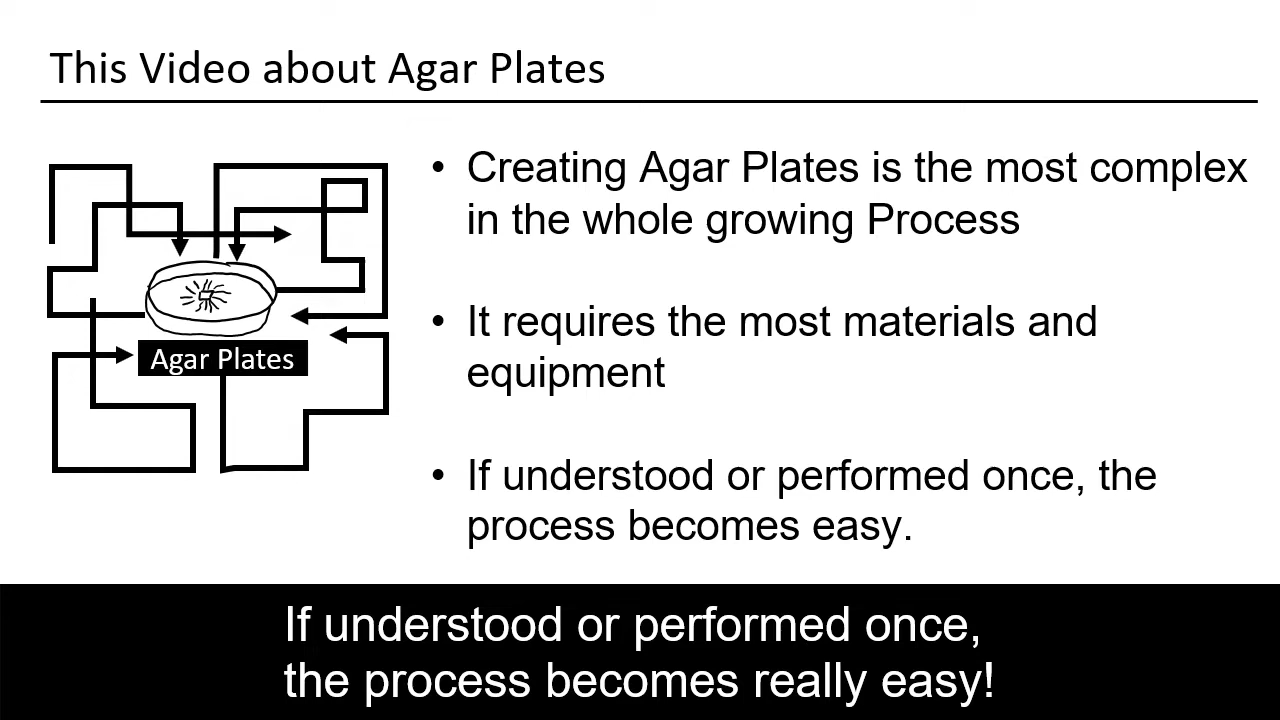 This Video about Agar Plates
Agar Plates
• Creating Agar Plates is the most complex
in the whole growing Process
• It requires the most materials and
equipment
• If understood or performed once, the
process becomes easy.
If understood or performed once,
the process becomes really easy!